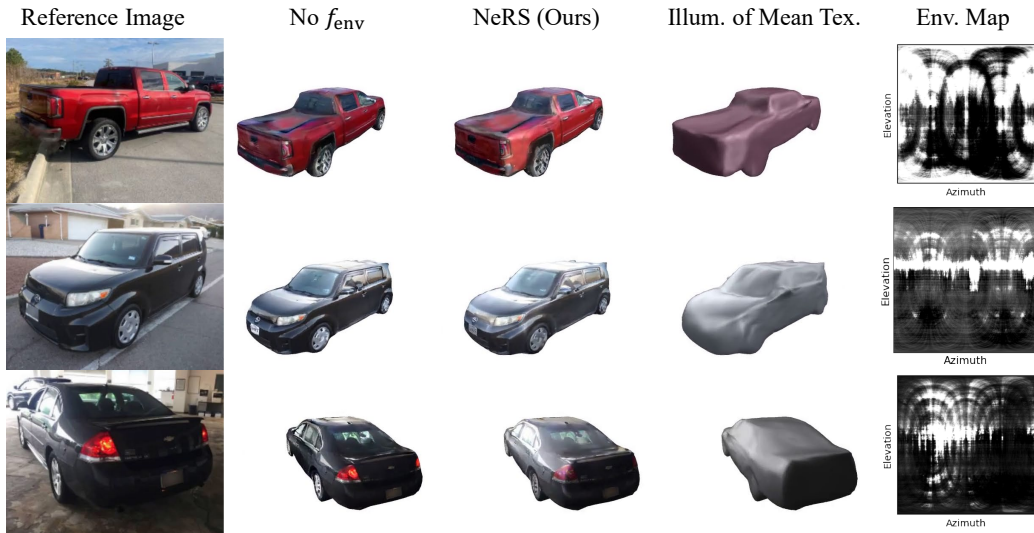 Reference Image
No f_env
NeRS (Ours)
Illum. of Mean Tex.
Env. Map
Elevation
Azimuth
Elevation
Azimuth
Elevation
Azimuth